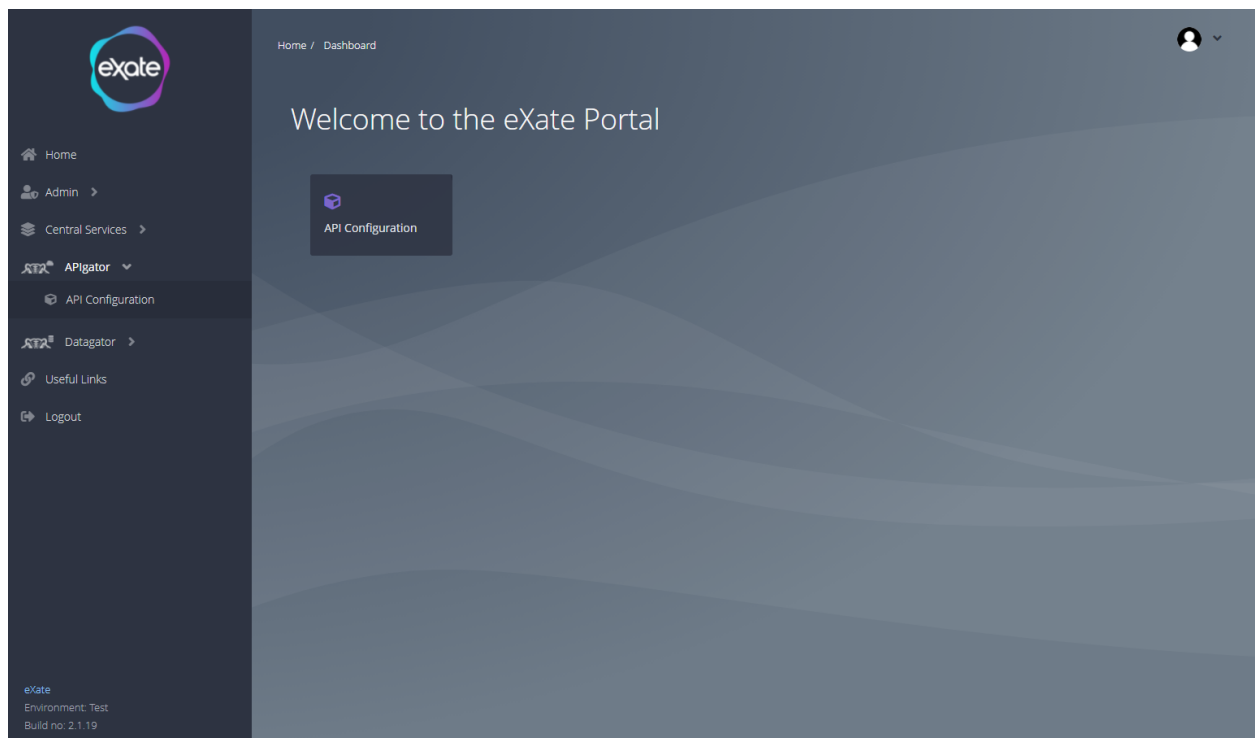 exate
Home
Admin
Central Services
APIgator
API Configuration
Datagator
Useful Links
Logout
eXate
Environment: Test
Build no: 2.1.19
Home / Dashboard
Welcome to the eXate Portal
API Configuration